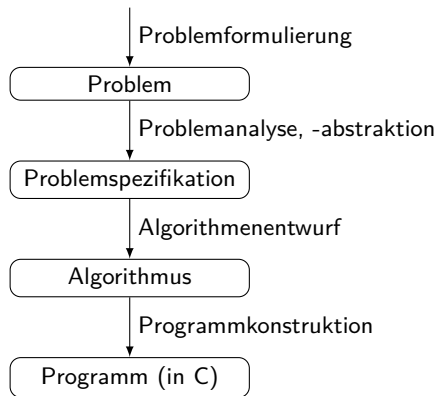 Problemformulierung
Problem
Problemanalyse, -abstraktion
Problemspezifikation
Algorithmenentwurf
Algorithmus
Programmkonstruktion
Programm (in C)